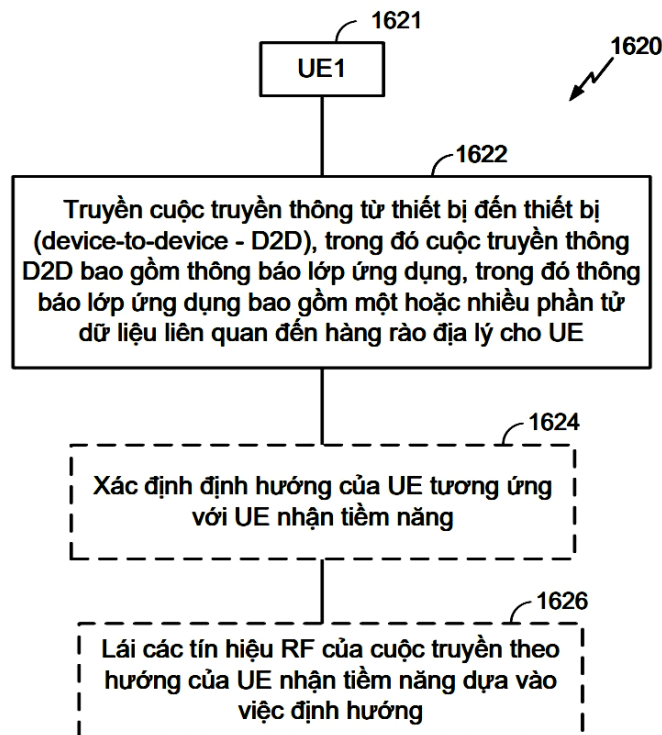 1621
UE1
1620
1622
Truyền cuộc truyền thông từ thiết bị đến thiết bị
(device-to-device - D2D), trong đó cuộc truyền thông
D2D bao gồm thông báo lớp ứng dụng, trong đó thông
báo lớp ứng dụng bao gồm một hoặc nhiều phần tử
dữ liệu liên quan đến hàng rào địa lý cho UE
1624
Xác định định hướng của UE tương ứng
với UE nhận tiềm năng
1626
Lái các tín hiệu RF của cuộc truyền theo
hướng của UE nhận tiềm năng dựa vào
việc định hướng